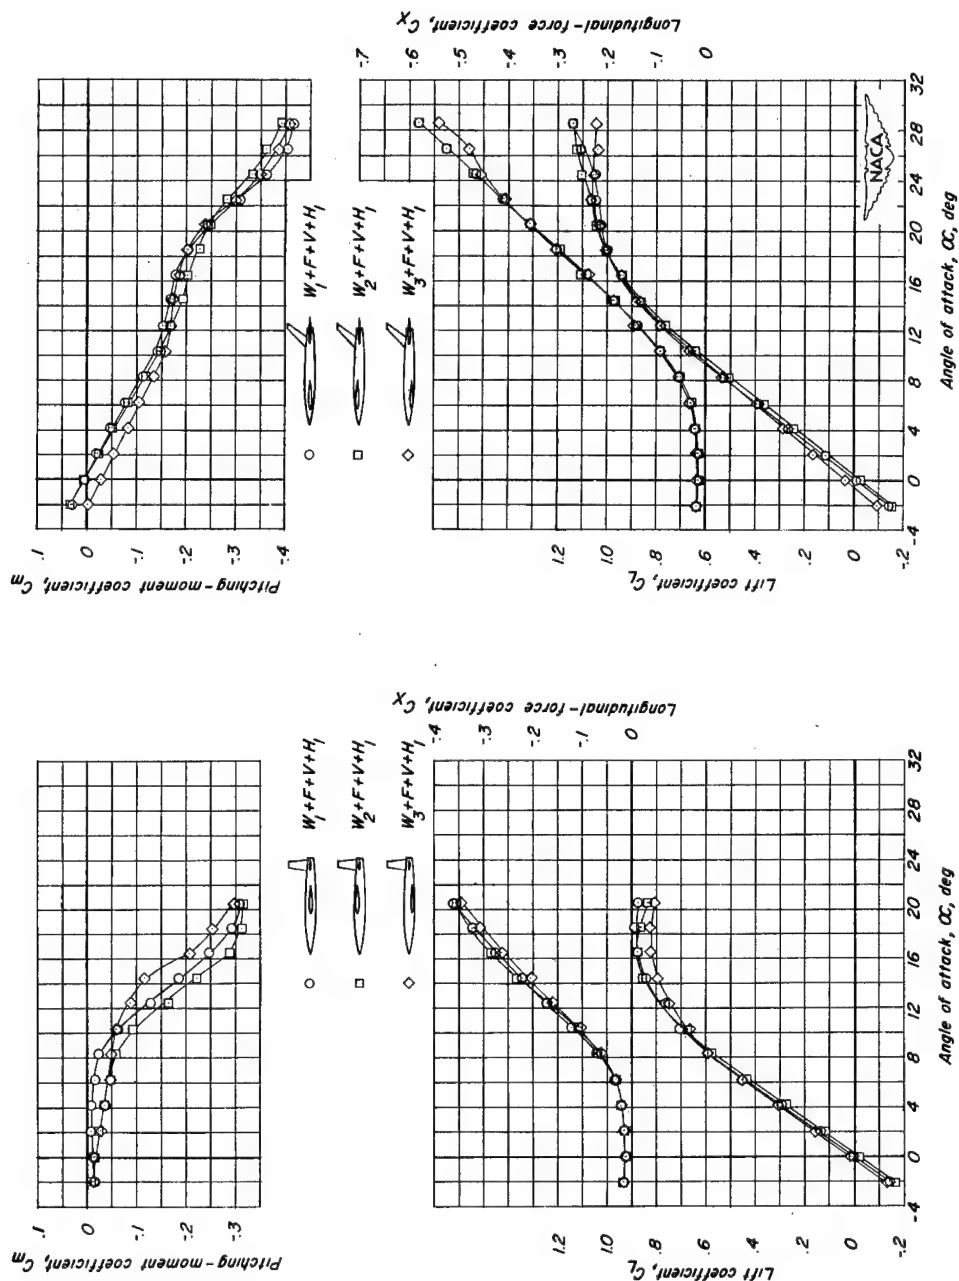 Pitching-moment coefficient, Cm
.1
0
-.1
-.2
-.3
Longitudinal-force coefficient, CX
-.4
-.3
-.2
-.1
0
○ W1+F+V+H1
□ W2+F+V+H1
◇ W3+F+V+H1
Lift coefficient, CL
1.2
1.0
.8
.6
.4
.2
0
-.2
-4 0 4 8 12 16 20 24 28 32
Angle of attack, α, deg
Pitching-moment coefficient, Cm
.1
0
-.1
-.2
-.3
-.4
Longitudinal-force coefficient, CX
-.7
-.6
-.5
-.4
-.3
-.2
-.1
0
○ W1+F+V+H1
□ W2+F+V+H1
◇ W3+F+V+H1
Lift coefficient, CL
1.2
1.0
.8
.6
.4
.2
0
-.2
-4 0 4 8 12 16 20 24 28 32
Angle of attack, α, deg
NACA